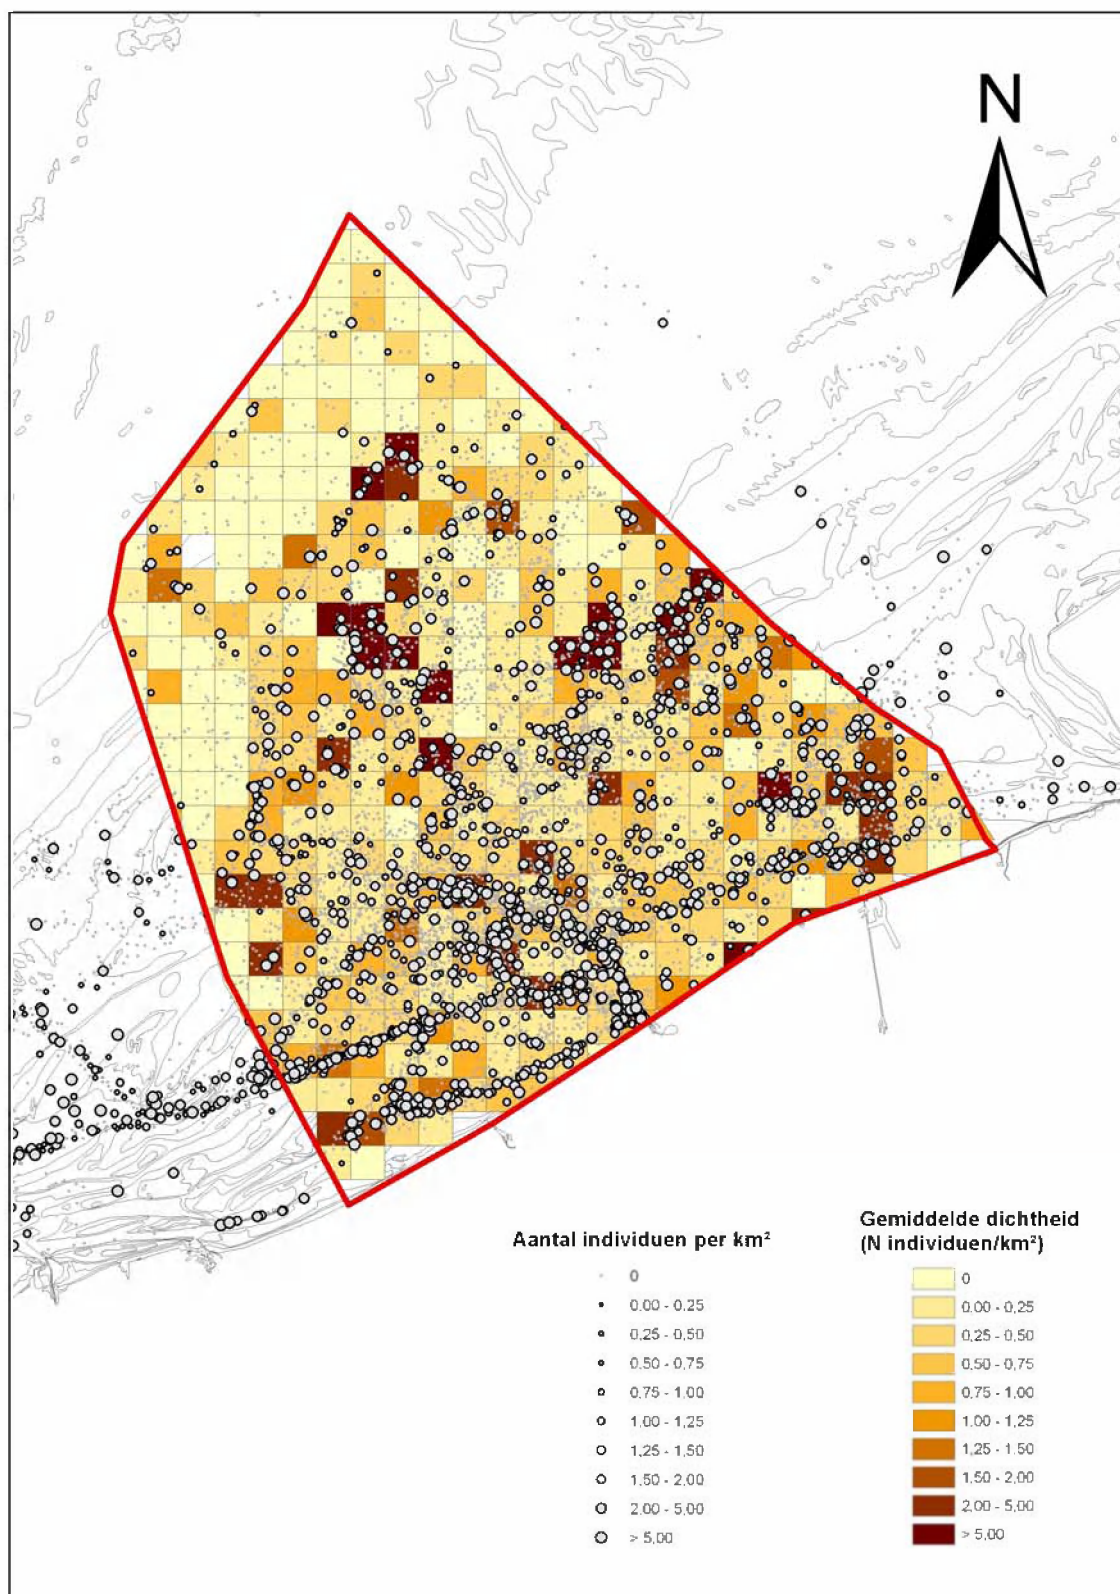 N
Aantal individuen per km²
0
0,00 - 0,25
0,25 - 0,50
0,50 - 0,75
0,75 - 1,00
1,00 - 1,25
1,25 - 1,50
1,50 - 2,00
2,00 - 5,00
> 5,00
Gemiddelde dichtheid
(N individuen/km²)
0
0,00 - 0,25
0,25 - 0,50
0,50 - 0,75
0,75 - 1,00
1,00 - 1,25
1,25 - 1,50
1,50 - 2,00
2,00 - 5,00
> 5,00